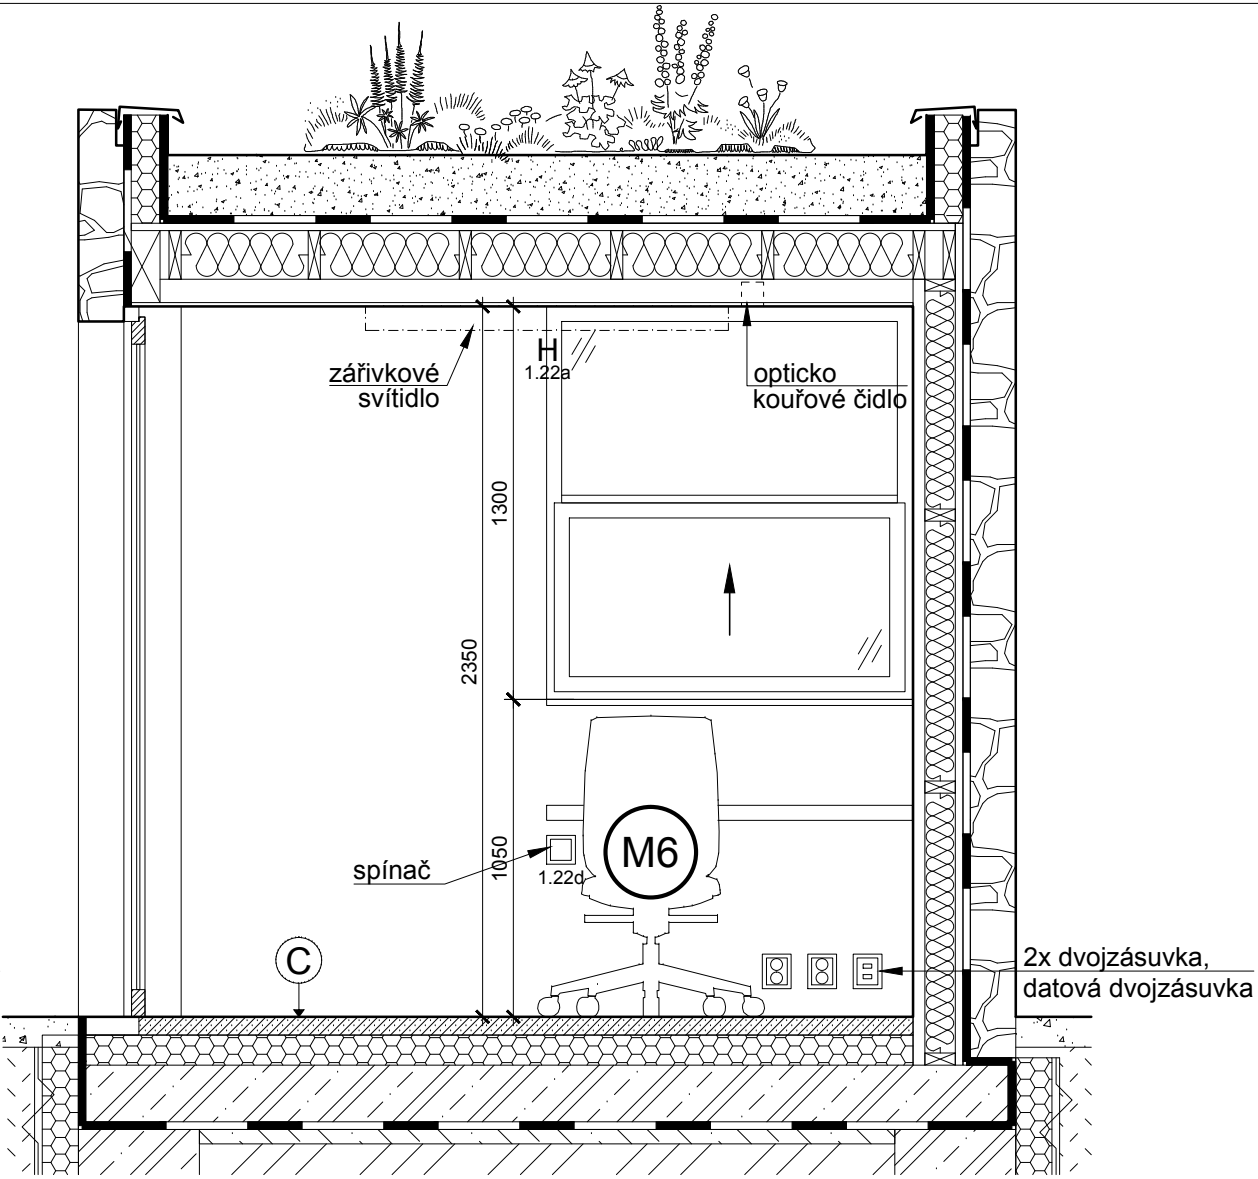 H
1.22a
zářivkové
svítidlo
opticko
kouřové čidlo
1300
2350
1050
spínač
1.22d
M6
C
2x dvojzásuvka,
datová dvojzásuvka